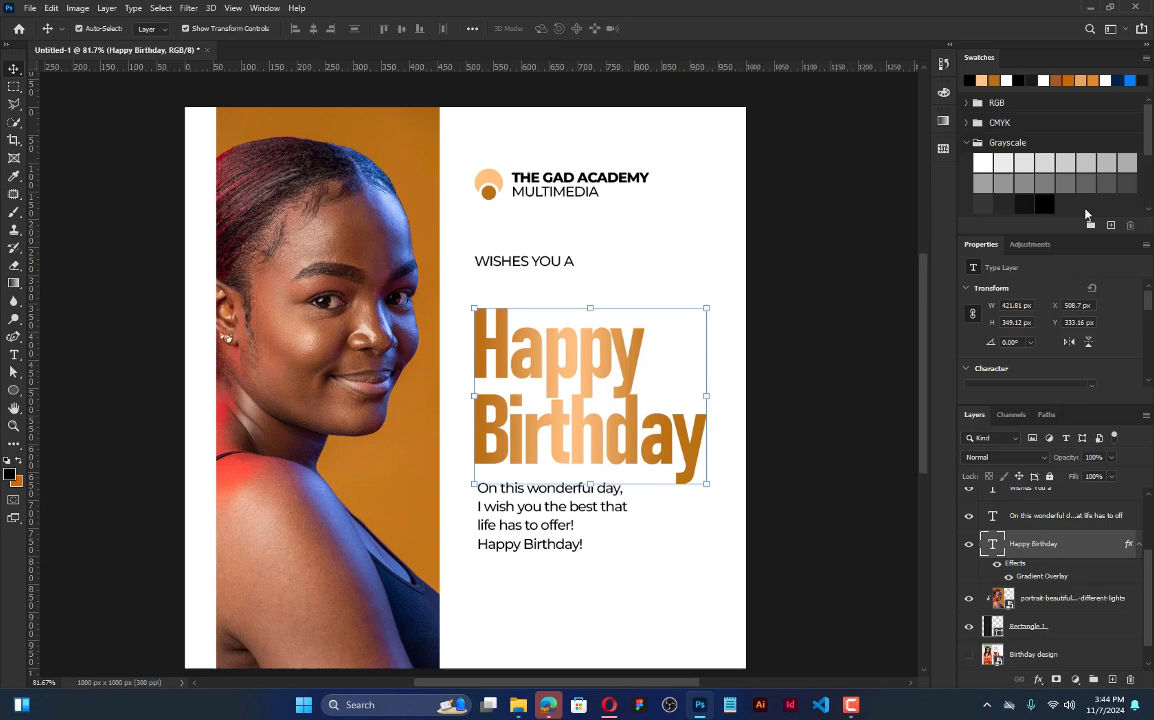 File Edit Image Layer Type Select Filter 3D View Window Help
Auto-Select: Layer Show Transform Controls 3D Mode:
Untitled-1 @ 81.7% (Happy Birthday, RGB/8) *
THE GAD ACADEMY
MULTIMEDIA
WISHES YOU A
Happy
Birthday
On this wonderful day,
I wish you the best that
life has to offer!
Happy Birthday!
81.67% 1000 px x 1000 px (300 ppi)
Swatches
RGB
CMYK
Grayscale
Properties Adjustments
Type Layer
Transform
W 421.81 px X 508.7 px
H 349.12 px Y 333.16 px
0.00°
Character
Layers Channels Paths
Kind
Normal Opacity: 100%
Lock: Fill: 100%
On this wonderful d...at life has to off
Happy Birthday fx
Effects
Gradient Overlay
portrait-beautiful...-different-lights
Rectangle 1
Birthday design
Search
3:44 PM
11/7/2024